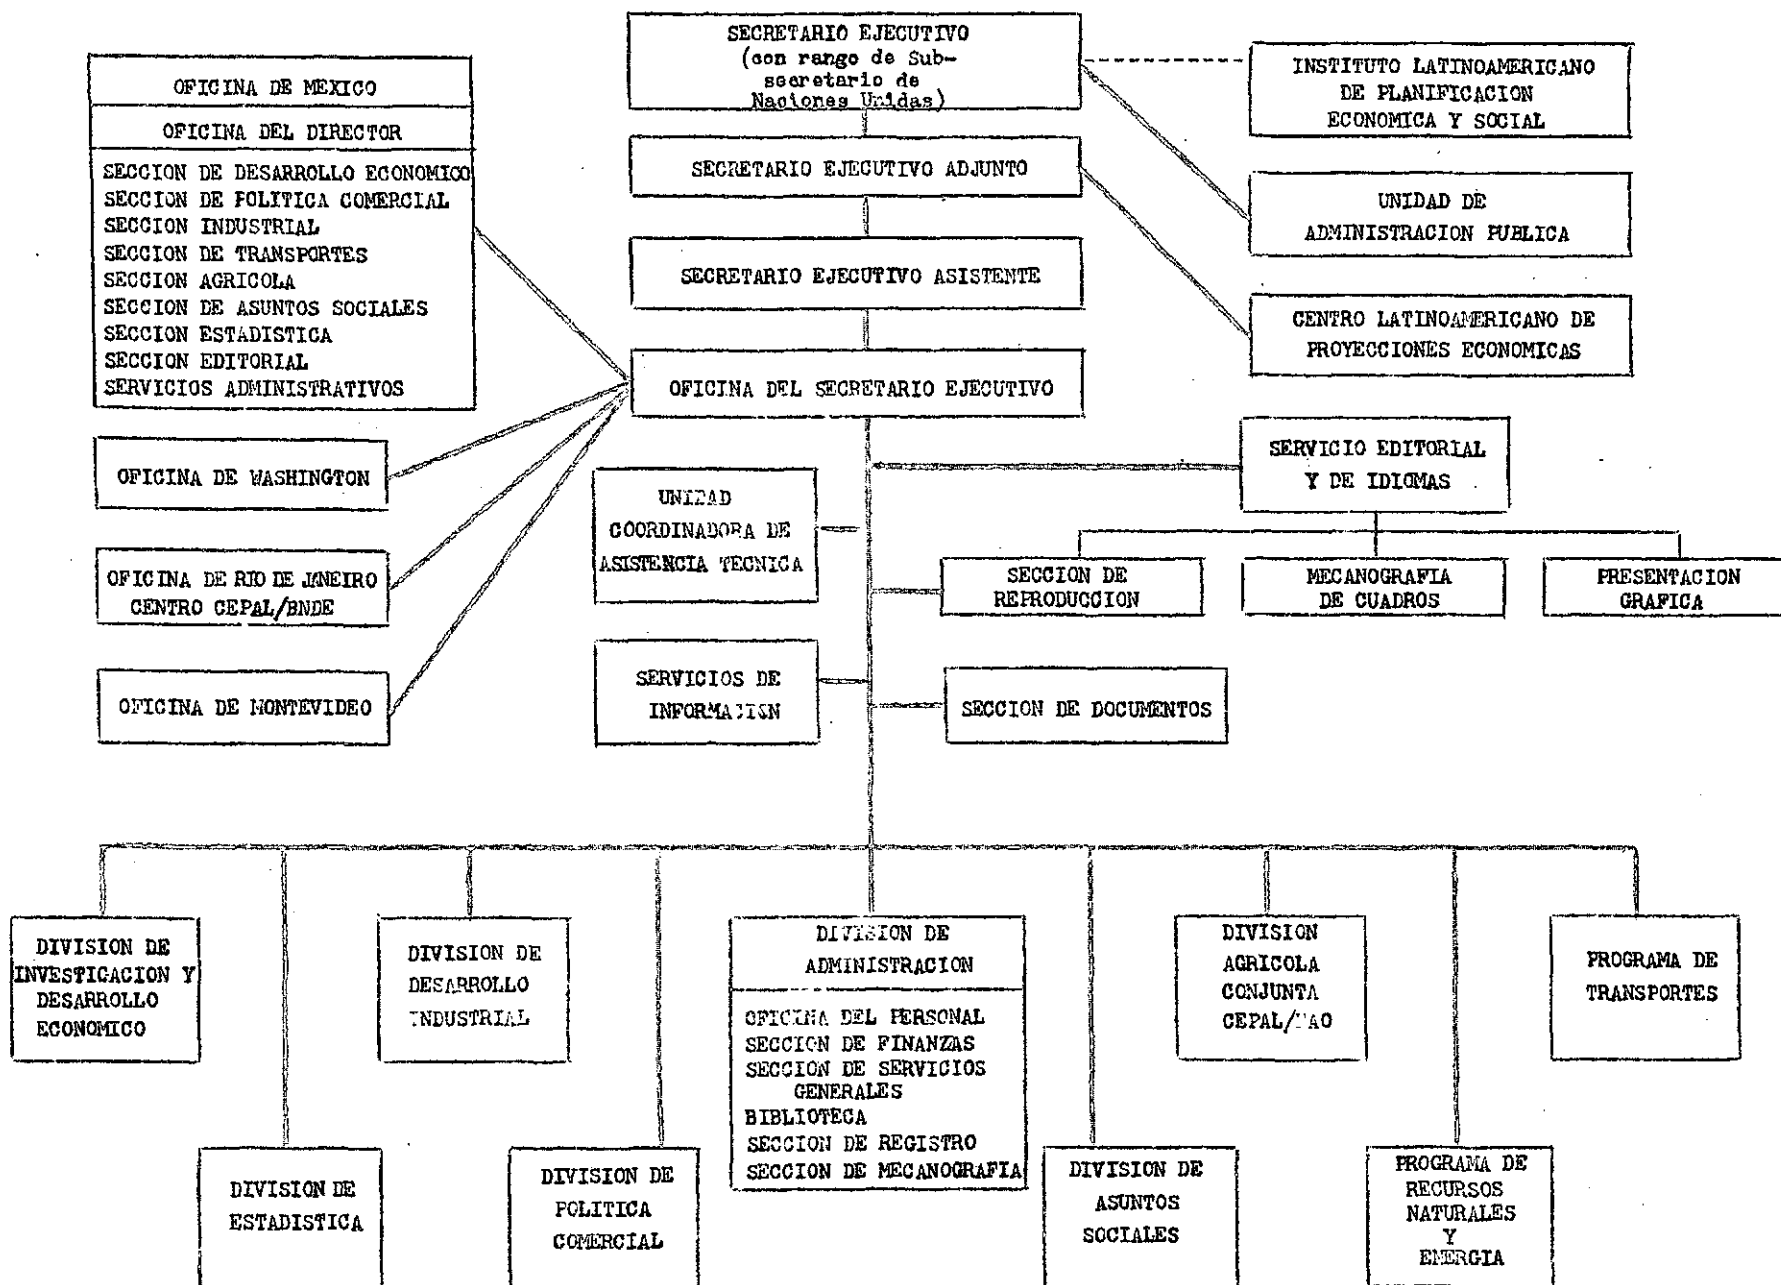 SECRETARIO EJECUTIVO
(con rango de Sub-
secretario de
Naciones Unidas)
OFICINA DE MEXICO
OFICINA DEL DIRECTOR
SECCION DE DESARROLLO ECONOMICO
SECCION DE POLITICA COMERCIAL
SECCION INDUSTRIAL
SECCION DE TRANSPORTES
SECCION AGRICOLA
SECCION DE ASUNTOS SOCIALES
SECCION ESTADISTICA
SECCION EDITORIAL
SERVICIOS ADMINISTRATIVOS
INSTITUTO LATINOAMERICANO
DE PLANIFICACION
ECONOMICA Y SOCIAL
SECRETARIO EJECUTIVO ADJUNTO
UNIDAD DE
ADMINISTRACION PUBLICA
SECRETARIO EJECUTIVO ASISTENTE
CENTRO LATINOAMERICANO DE
PROYECCIONES ECONOMICAS
OFICINA DEL SECRETARIO EJECUTIVO
OFICINA DE WASHINGTON
OFICINA DE RIO DE JANEIRO
CENTRO CEPAL/BNDE
OFICINA DE MONTEVIDEO
SERVICIO EDITORIAL
Y DE IDIOMAS
UNIDAD
COORDINADORA DE
ASISTENCIA TECNICA
SECCION DE
REPRODUCCION
MECANOGRAFIA
DE CUADROS
PRESENTACION
GRAFICA
SERVICIOS DE
INFORMACION
SECCION DE DOCUMENTOS
DIVISION DE
INVESTIGACION Y
DESARROLLO
ECONOMICO
DIVISION DE
DESARROLLO
INDUSTRIAL
DIVISION DE
ADMINISTRACION
OFICINA DEL PERSONAL
SECCION DE FINANZAS
SECCION DE SERVICIOS
GENERALES
BIBLIOTECA
SECCION DE REGISTRO
SECCION DE MECANOGRAFIA
DIVISION
AGRICOLA
CONJUNTA
CEPAL/FAO
PROGRAMA DE
TRANSPORTES
DIVISION DE
ESTADISTICA
DIVISION DE
POLITICA
COMERCIAL
DIVISION DE
ASUNTOS
SOCIALES
PROGRAMA DE
RECURSOS
NATURALES
Y
ENERGIA